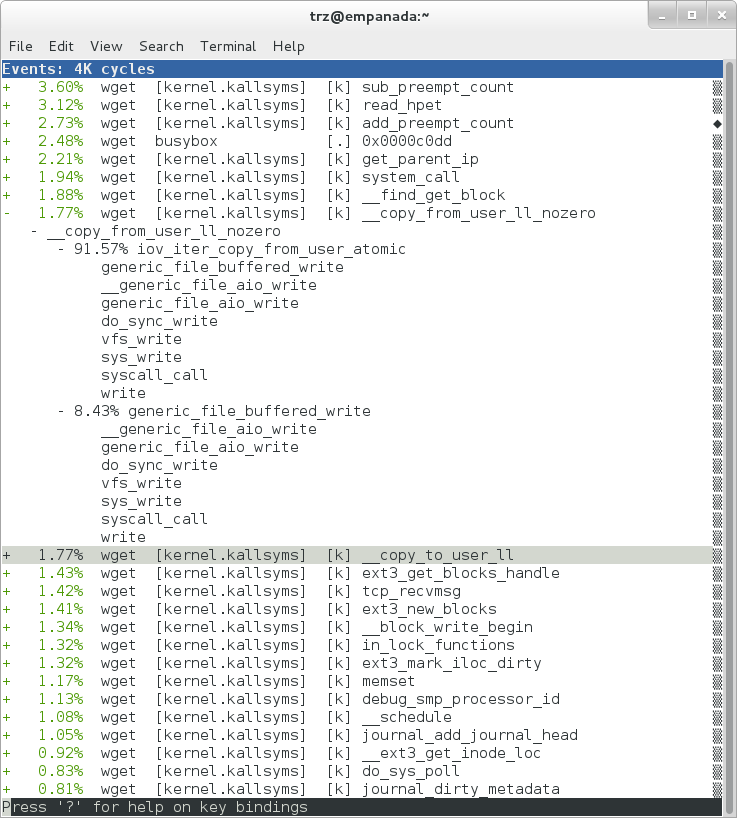 trz@empanada:~
File Edit View Search Terminal Help
Events: 4K cycles
+ 3.60% wget [kernel.kallsyms] [k] sub_preempt_count
+ 3.12% wget [kernel.kallsyms] [k] read_hpet
+ 2.73% wget [kernel.kallsyms] [k] add_preempt_count
+ 2.48% wget busybox [.] 0x0000c0dd
+ 2.21% wget [kernel.kallsyms] [k] get_parent_ip
+ 1.94% wget [kernel.kallsyms] [k] system_call
+ 1.88% wget [kernel.kallsyms] [k] __find_get_block
- 1.77% wget [kernel.kallsyms] [k] __copy_from_user_ll_nozero
- __copy_from_user_ll_nozero
- 91.57% iov_iter_copy_from_user_atomic
generic_file_buffered_write
__generic_file_aio_write
generic_file_aio_write
do_sync_write
vfs_write
sys_write
syscall_call
write
- 8.43% generic_file_buffered_write
__generic_file_aio_write
generic_file_aio_write
do_sync_write
vfs_write
sys_write
syscall_call
write
+ 1.77% wget [kernel.kallsyms] [k] __copy_to_user_ll
+ 1.43% wget [kernel.kallsyms] [k] ext3_get_blocks_handle
+ 1.42% wget [kernel.kallsyms] [k] tcp_recvmsg
+ 1.41% wget [kernel.kallsyms] [k] ext3_new_blocks
+ 1.34% wget [kernel.kallsyms] [k] __block_write_begin
+ 1.32% wget [kernel.kallsyms] [k] in_lock_functions
+ 1.32% wget [kernel.kallsyms] [k] ext3_mark_iloc_dirty
+ 1.17% wget [kernel.kallsyms] [k] memset
+ 1.13% wget [kernel.kallsyms] [k] debug_smp_processor_id
+ 1.08% wget [kernel.kallsyms] [k] __schedule
+ 1.05% wget [kernel.kallsyms] [k] journal_add_journal_head
+ 0.92% wget [kernel.kallsyms] [k] __ext3_get_inode_loc
+ 0.83% wget [kernel.kallsyms] [k] do_sys_poll
+ 0.81% wget [kernel.kallsyms] [k] journal_dirty_metadata
Press '?' for help on key bindings